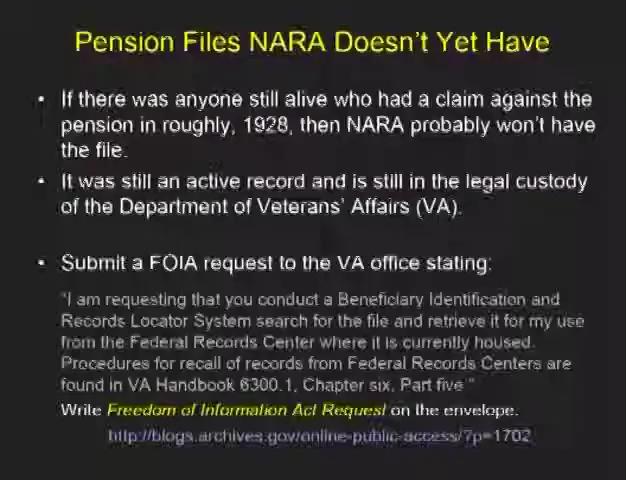 Pension Files NARA Doesn't Yet Have
• If there was anyone still alive who had a claim against the
pension in roughly, 1928, then NARA probably won't have
the file.
• It was still an active record and is still in the legal custody
of the Department of Veterans' Affairs (VA).
• Submit a FOIA request to the VA office stating:
"I am requesting that you conduct a Beneficiary Identification and
Records Locator System search for the file and retrieve it for my use
from the Federal Records Center where it is currently housed.
Procedures for recall of records from Federal Records Centers are
found in VA Handbook 6300.1, Chapter six, Part five."
Write Freedom of Information Act Request on the envelope.
http://blogs.archives.gov/online-public-access/?p=1702